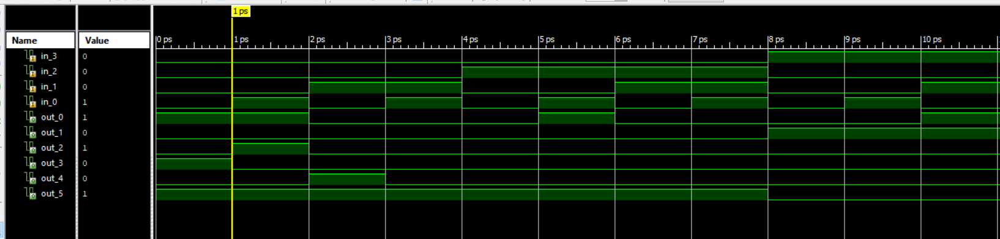 1 ps
Name Value 0 ps 1 ps 2 ps 3 ps 4 ps 5 ps 6 ps 7 ps 8 ps 9 ps 10 ps
in_3 0
in_2 0
in_1 0
in_0 1
out_0 1
out_1 0
out_2 1
out_3 0
out_4 0
out_5 1